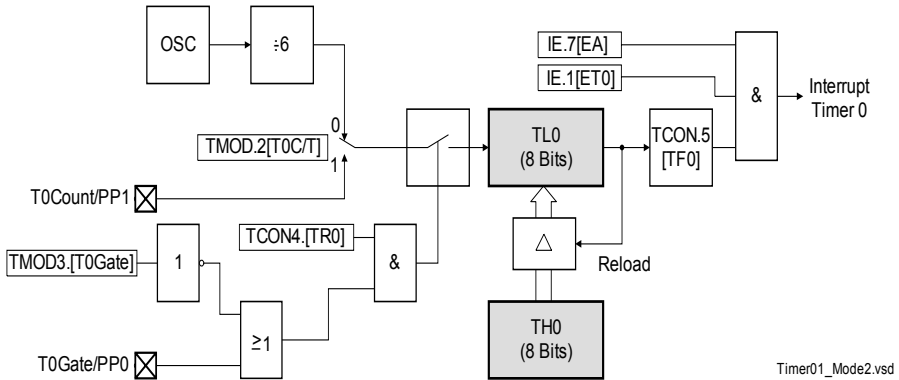 OSC
÷6
IE.7[EA]
IE.1[ET0]
&
Interrupt
Timer 0
0
TMOD.2[T0C/T]
1
TL0
(8 Bits)
TCON.5
[TF0]
T0Count/PP1
TCON4.[TR0]
&
Δ
Reload
TMOD3.[T0Gate]
1
≥1
TH0
(8 Bits)
T0Gate/PP0
Timer01_Mode2.vsd